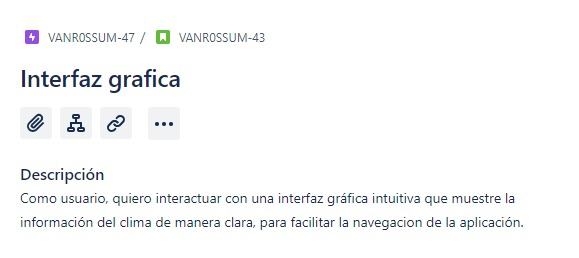 VANR0SSUM-47 / VANR0SSUM-43
Interfaz grafica
Descripción
Como usuario, quiero interactuar con una interfaz gráfica intuitiva que muestre la
información del clima de manera clara, para facilitar la navegacion de la aplicación.